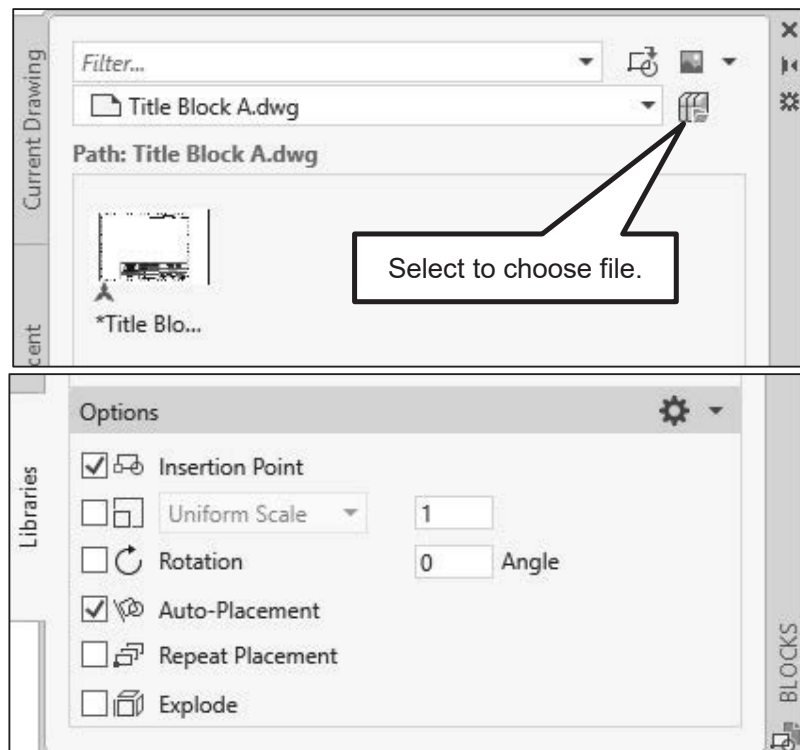 Filter...
Title Block A.dwg
Path: Title Block A.dwg
Select to choose file.
*Title Blo...
Current Drawing
cent
Options
Insertion Point
Uniform Scale 1
Rotation 0 Angle
Auto-Placement
Repeat Placement
Explode
Libraries
BLOCKS